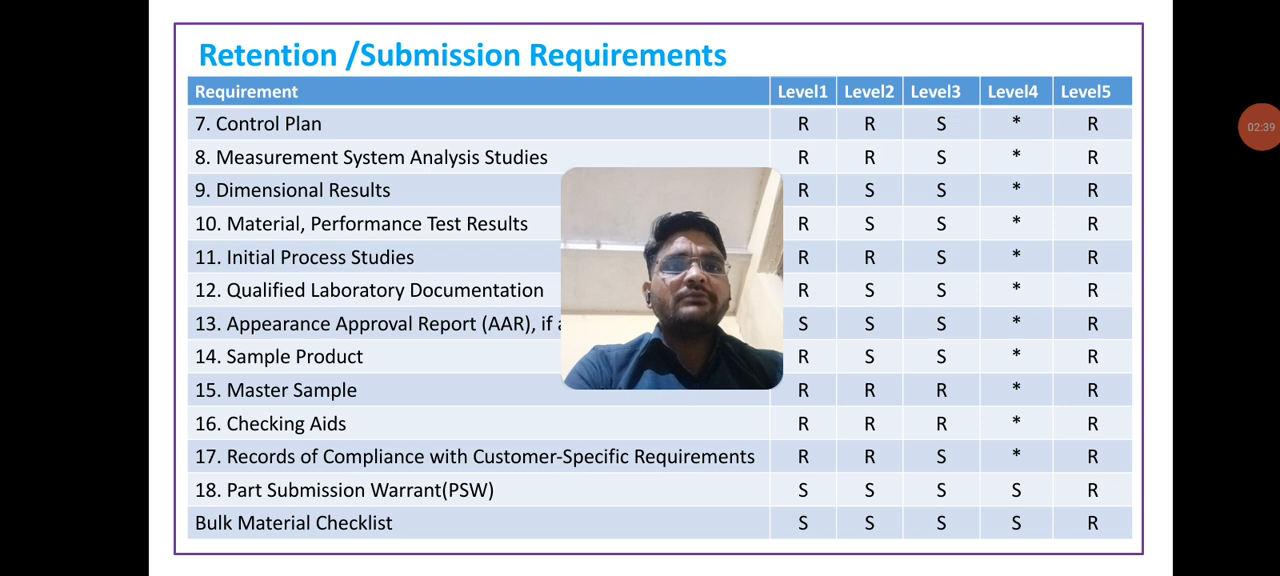 Retention /Submission Requirements
Requirement Level1 Level2 Level3 Level4 Level5
7. Control Plan R R S * R
8. Measurement System Analysis Studies R R S * R
9. Dimensional Results R S S * R
10. Material, Performance Test Results R S S * R
11. Initial Process Studies R R S * R
12. Qualified Laboratory Documentation R S S * R
13. Appearance Approval Report (AAR), if S S S * R
14. Sample Product R S S * R
15. Master Sample R R R * R
16. Checking Aids R R R * R
17. Records of Compliance with Customer-Specific Requirements R R S * R
18. Part Submission Warrant(PSW) S S S S R
Bulk Material Checklist S S S S R
02:39